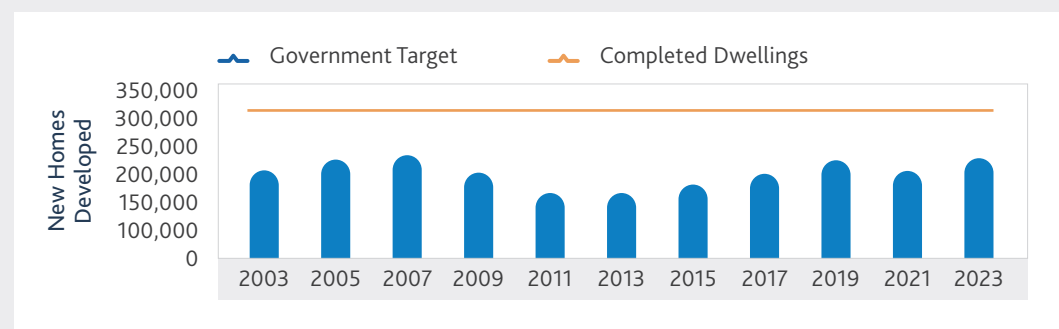 Government Target
Completed Dwellings
New Homes
Developed
350,000
300,000
250,000
200,000
150,000
100,000
0
2003 2005 2007 2009 2011 2013 2015 2017 2019 2021 2023